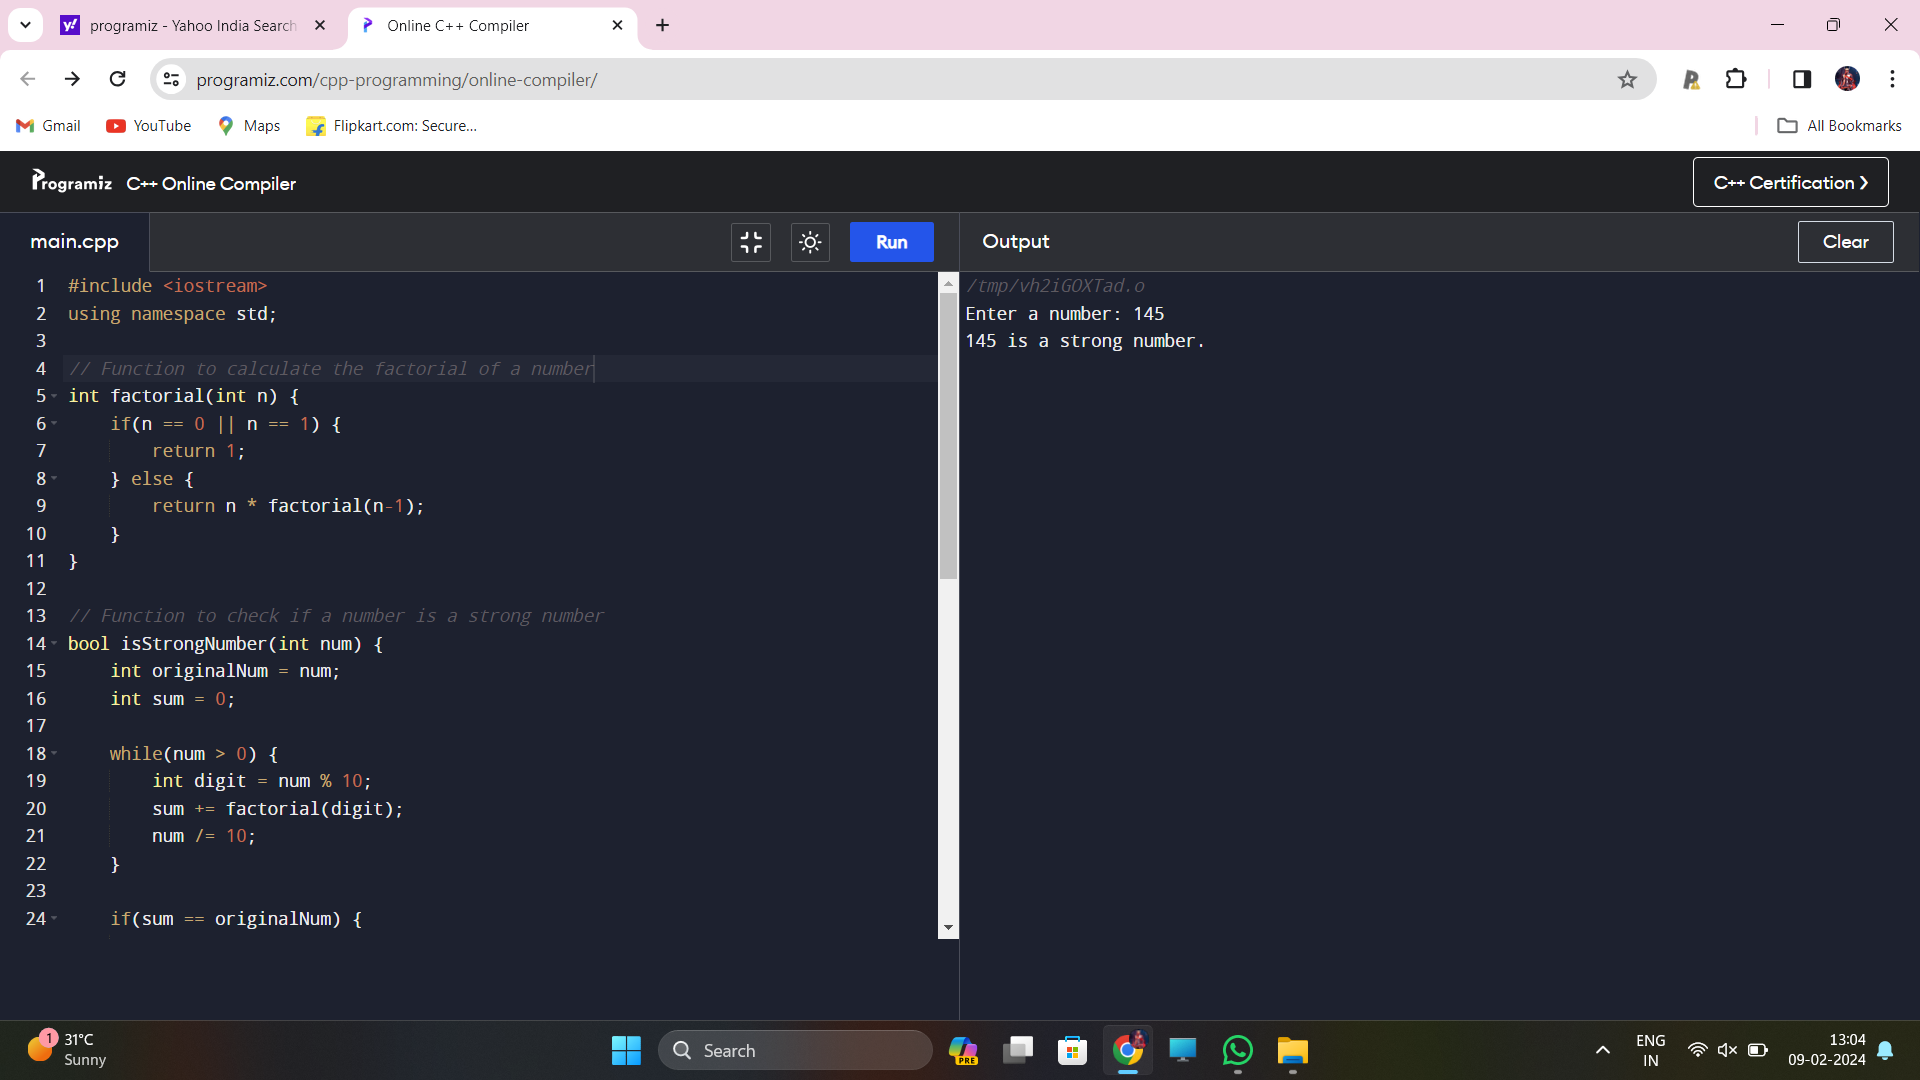 programiz - Yahoo India Search
Online C++ Compiler
programiz.com/cpp-programming/online-compiler/
Gmail
YouTube
Maps
Flipkart.com: Secure...
All Bookmarks
Programiz C++ Online Compiler
C++ Certification ❯
main.cpp
Run
Output
Clear
1 #include <iostream>
2 using namespace std;
3
4 // Function to calculate the factorial of a number
5 int factorial(int n) {
6     if(n == 0 || n == 1) {
7         return 1;
8     } else {
9         return n * factorial(n-1);
10     }
11 }
12
13 // Function to check if a number is a strong number
14 bool isStrongNumber(int num) {
15     int originalNum = num;
16     int sum = 0;
17
18     while(num > 0) {
19         int digit = num % 10;
20         sum += factorial(digit);
21         num /= 10;
22     }
23
24     if(sum == originalNum) {
/tmp/vh2iGOXTad.o
Enter a number: 145
145 is a strong number.
1
31°C
Sunny
Search
PRE
ENG
IN
13:04
09-02-2024